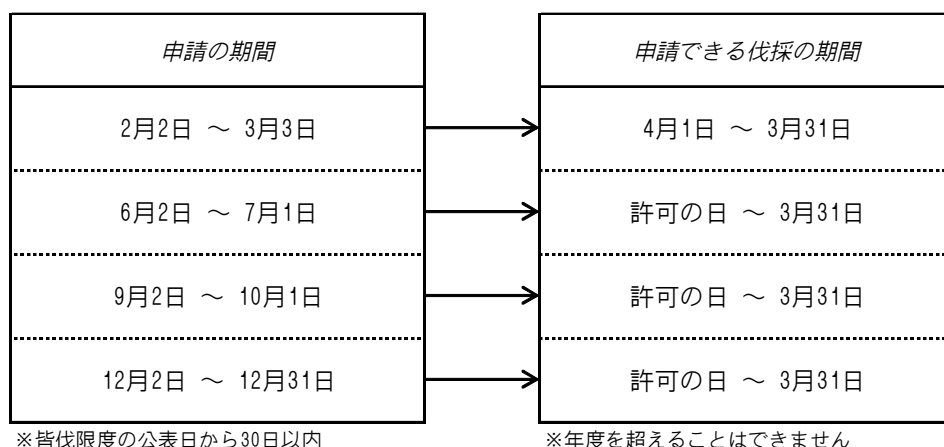 申請の期間
申請できる伐採の期間
2月2日 ～ 3月3日
4月1日 ～ 3月31日
6月2日 ～ 7月1日
許可の日 ～ 3月31日
9月2日 ～ 10月1日
許可の日 ～ 3月31日
12月2日 ～ 12月31日
許可の日 ～ 3月31日
※皆伐限度の公表日から30日以内
※年度を超えることはできません